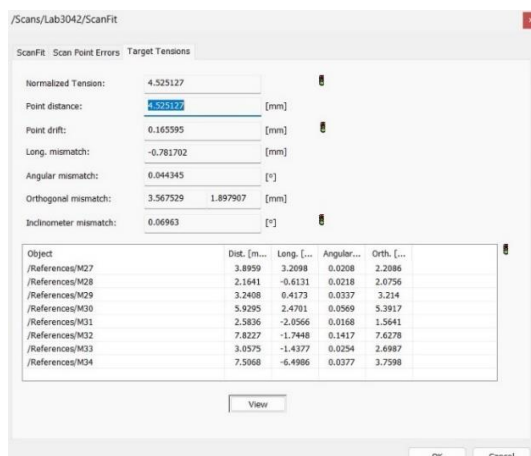 /Scans/Lab3042/ScanFit
ScanFit Scan Point Errors Target Tensions
Normalized Tension: 4.525127
Point distance: 4.525127 [mm]
Point drift: 0.165595 [mm]
Long. mismatch: -0.781702 [mm]
Angular mismatch: 0.044345 [°]
Orthogonal mismatch: 3.567529 1.897907 [mm]
Inclinometer mismatch: 0.06963 [°]
Object Dist. [m... Long. [... Angular... Orth. [...
/References/M27 3.8959 3.2098 0.0208 2.2086
/References/M28 2.1641 -0.6131 0.0218 2.0756
/References/M29 3.2408 0.4173 0.0337 3.214
/References/M30 5.9295 2.4701 0.0569 5.3917
/References/M31 2.5836 -2.0566 0.0168 1.5641
/References/M32 7.8227 -1.7448 0.1417 7.6278
/References/M33 3.0575 -1.4377 0.0254 2.6987
/References/M34 7.5068 -6.4986 0.0377 3.7598
View
OK Cancel